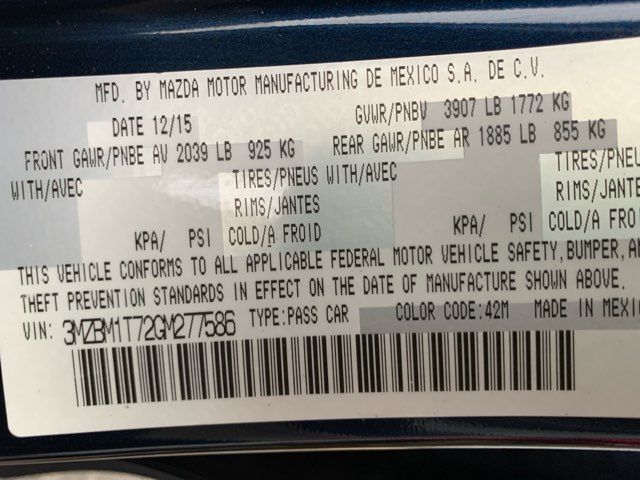 MFD. BY MAZDA MOTOR MANUFACTURING DE MEXICO S.A. DE C.V.
DATE 12/15 GVWR/PNBV 3907 LB 1772 KG
FRONT GAWR/PNBE AV 2039 LB 925 KG REAR GAWR/PNBE AR 1885 LB 855 KG
WITH/AVEC TIRES/PNEUS WITH/AVEC TIRES/PNEUS
RIMS/JANTES RIMS/JANTES
KPA/ PSI COLD/A FROID KPA/ PSI COLD/A FROID
THIS VEHICLE CONFORMS TO ALL APPLICABLE FEDERAL MOTOR VEHICLE SAFETY, BUMPER, AND
THEFT PREVENTION STANDARDS IN EFFECT ON THE DATE OF MANUFACTURE SHOWN ABOVE.
VIN: 3MZBM1T72GM277586 TYPE:PASS CAR COLOR CODE:42M MADE IN MEXICO